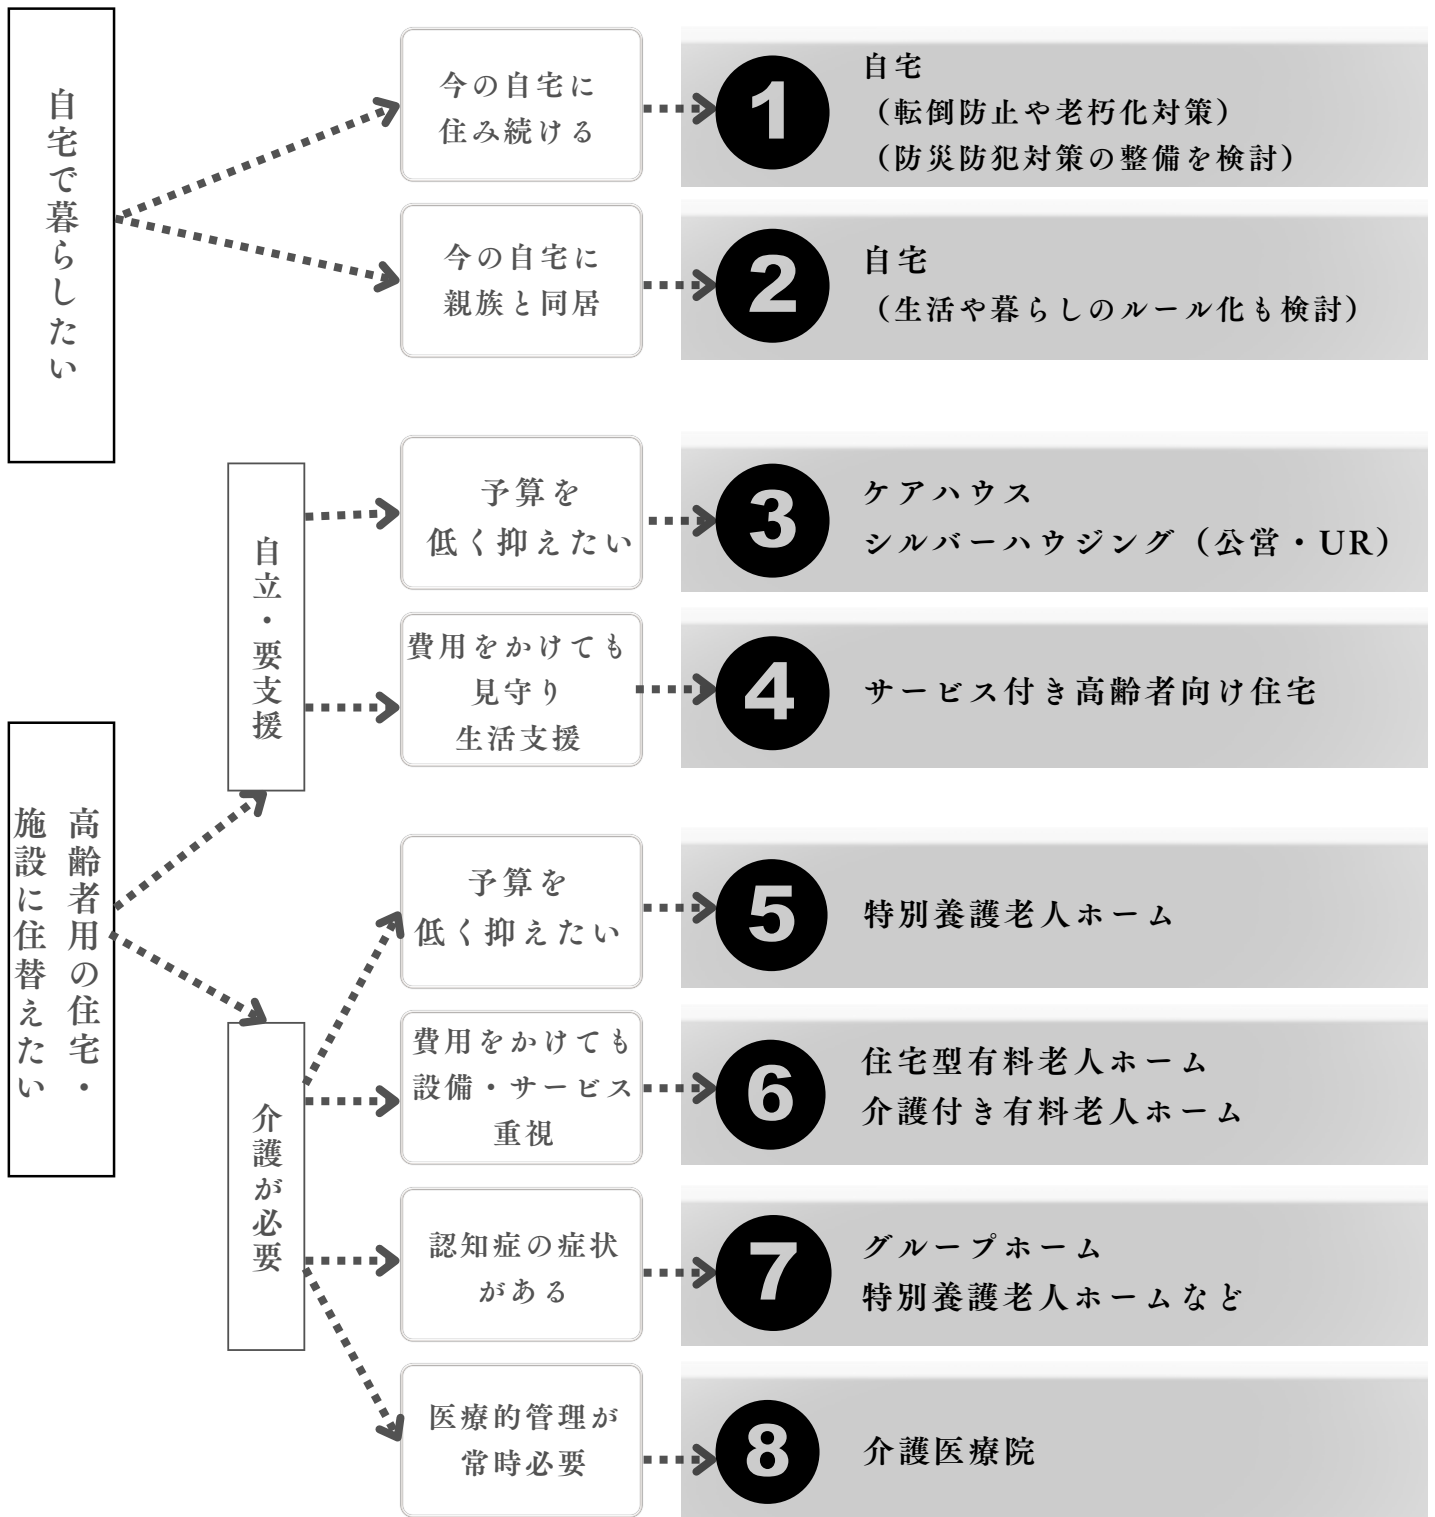 自宅で暮らしたい
今の自宅に
住み続ける
1
自宅
（転倒防止や老朽化対策）
（防災防犯対策の整備を検討）
今の自宅に
親族と同居
2
自宅
（生活や暮らしのルール化も検討）
高齢者用の住宅・
施設に住替えたい
自立・要支援
予算を
低く抑えたい
3
ケアハウス
シルバーハウジング（公営・UR）
費用をかけても
見守り
生活支援
4
サービス付き高齢者向け住宅
介護が必要
予算を
低く抑えたい
5
特別養護老人ホーム
費用をかけても
設備・サービス
重視
6
住宅型有料老人ホーム
介護付き有料老人ホーム
認知症の症状
がある
7
グループホーム
特別養護老人ホームなど
医療的管理が
常時必要
8
介護医療院